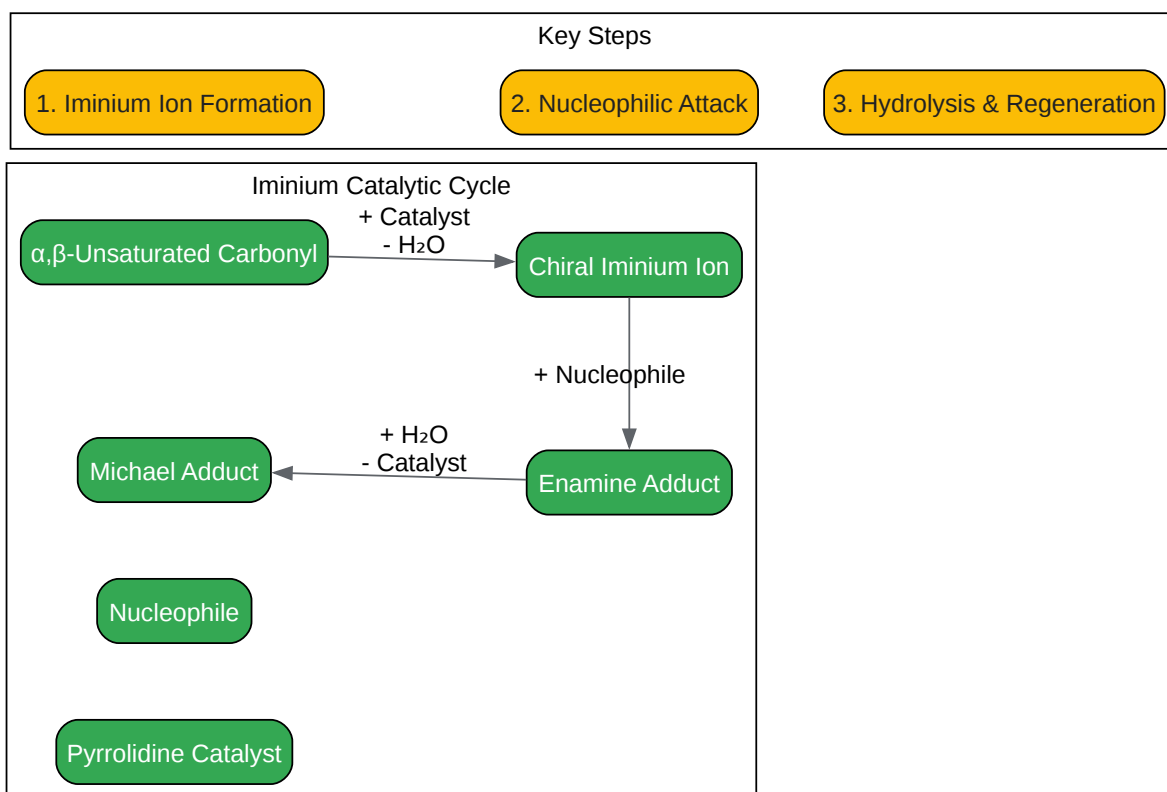 Key Steps
1. Iminium Ion Formation
2. Nucleophilic Attack
3. Hydrolysis & Regeneration
Iminium Catalytic Cycle
α,β-Unsaturated Carbonyl
+ Catalyst
- H₂O
Chiral Iminium Ion
+ Nucleophile
Michael Adduct
+ H₂O
- Catalyst
Enamine Adduct
Nucleophile
Pyrrolidine Catalyst